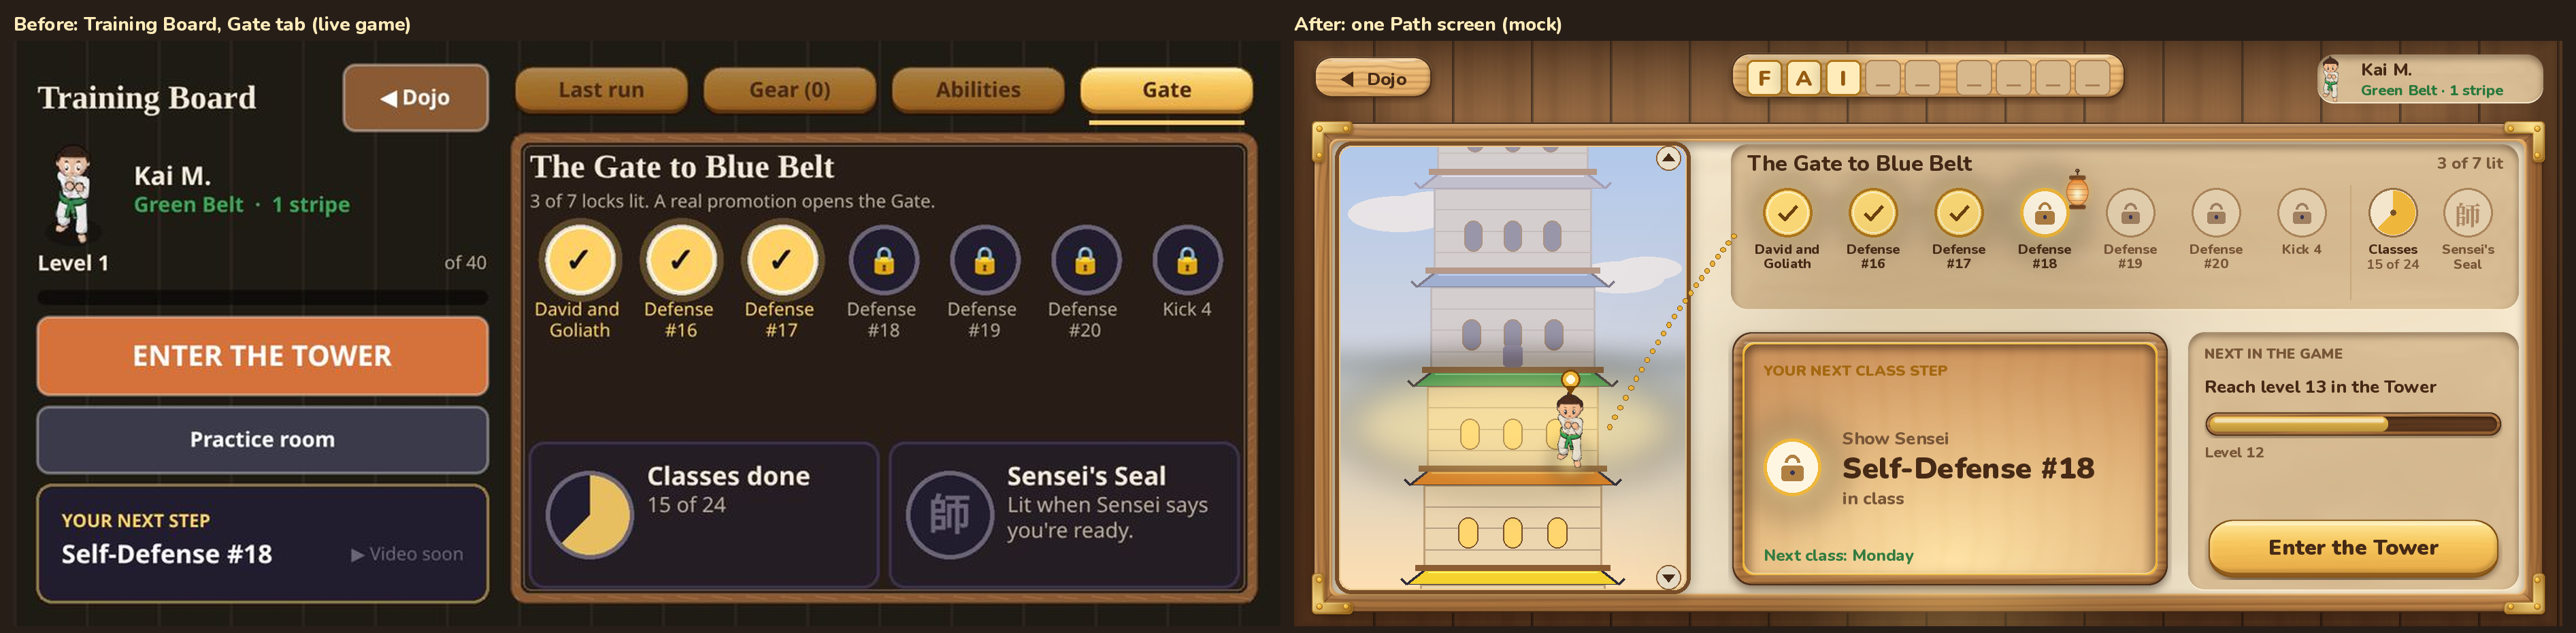 Before: Training Board, Gate tab (live game)
Training Board
◀ Dojo
Kai M.
Green Belt · 1 stripe
Level 1
of 40
ENTER THE TOWER
Practice room
YOUR NEXT STEP
Self-Defense #18
▶ Video soon
Last run
Gear (0)
Abilities
Gate
The Gate to Blue Belt
3 of 7 locks lit. A real promotion opens the Gate.
David and
Goliath
Defense
#16
Defense
#17
Defense
#18
Defense
#19
Defense
#20
Kick 4
Classes done
15 of 24
師
Sensei's Seal
Lit when Sensei says
you're ready.
After: one Path screen (mock)
◀ Dojo
F A I _ _ _ _ _ _
Kai M.
Green Belt · 1 stripe
The Gate to Blue Belt
3 of 7 lit
David and
Goliath
Defense
#16
Defense
#17
Defense
#18
Defense
#19
Defense
#20
Kick 4
Classes
15 of 24
師
Sensei's
Seal
YOUR NEXT CLASS STEP
Show Sensei
Self-Defense #18
in class
Next class: Monday
NEXT IN THE GAME
Reach level 13 in the Tower
Level 12
Enter the Tower